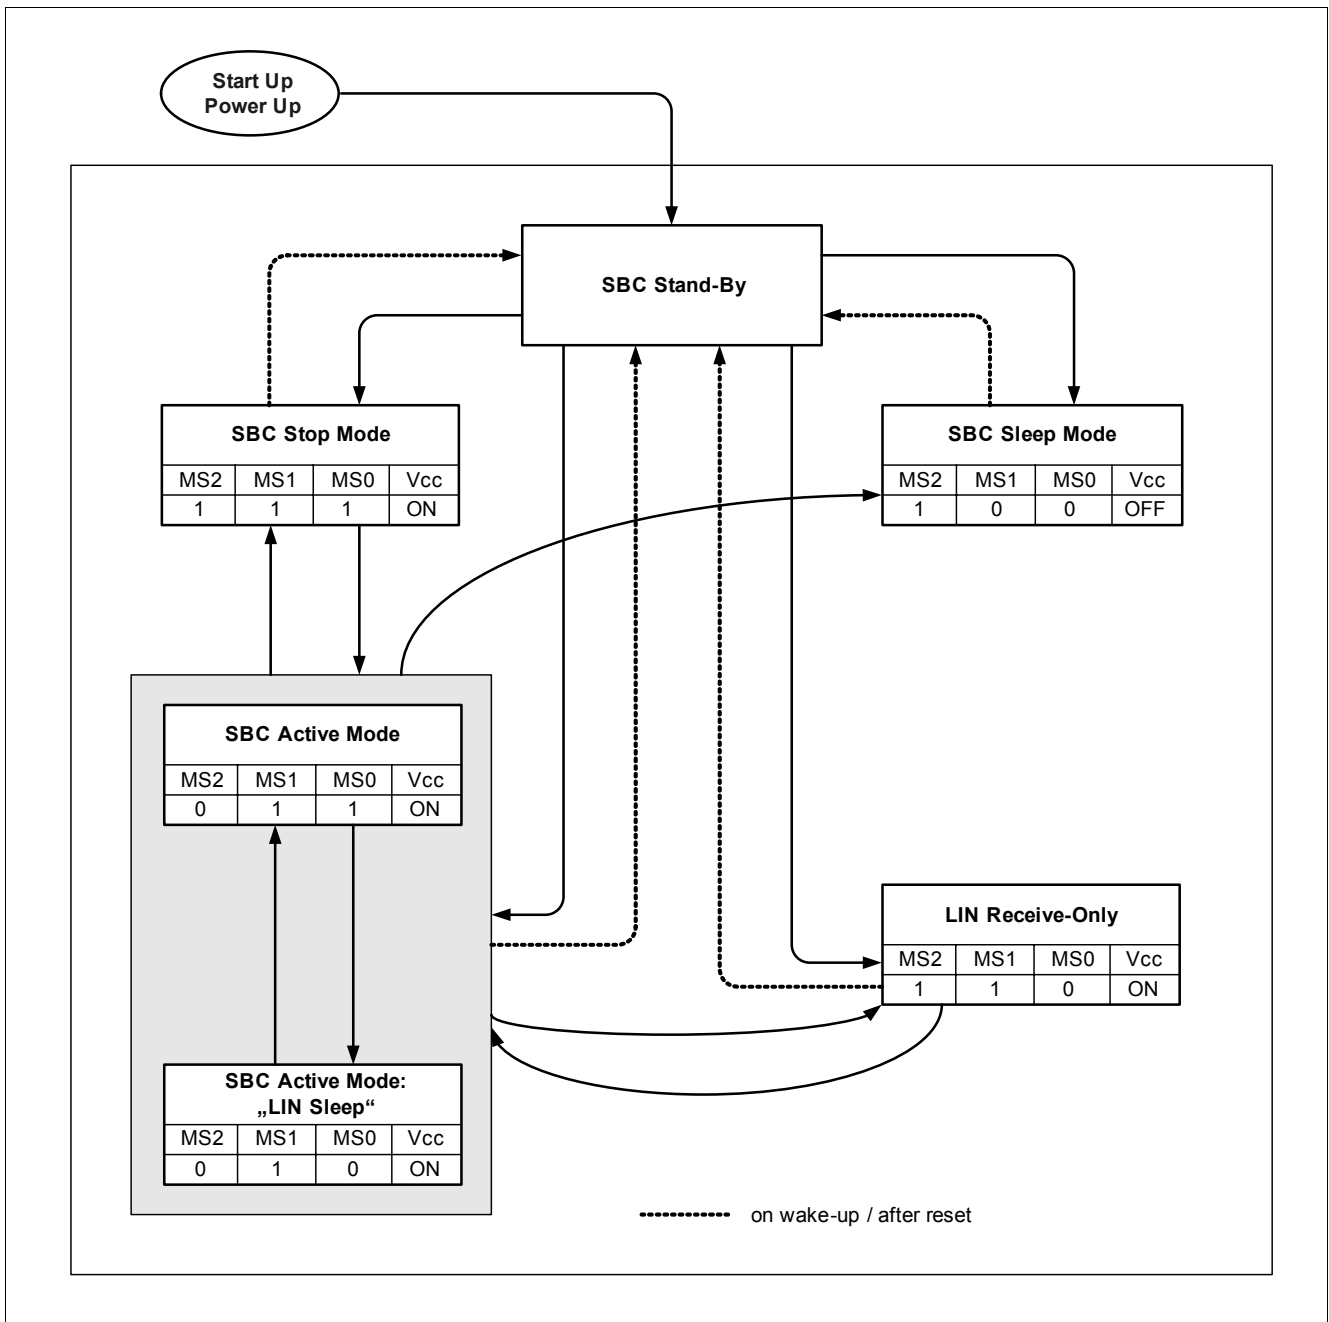 Start Up
Power Up
SBC Stand-By
SBC Stop Mode
MS2 MS1 MS0 Vcc
1 1 1 ON
SBC Sleep Mode
MS2 MS1 MS0 Vcc
1 0 0 OFF
SBC Active Mode
MS2 MS1 MS0 Vcc
0 1 1 ON
LIN Receive-Only
MS2 MS1 MS0 Vcc
1 1 0 ON
SBC Active Mode:
„LIN Sleep“
MS2 MS1 MS0 Vcc
0 1 0 ON
on wake-up / after reset